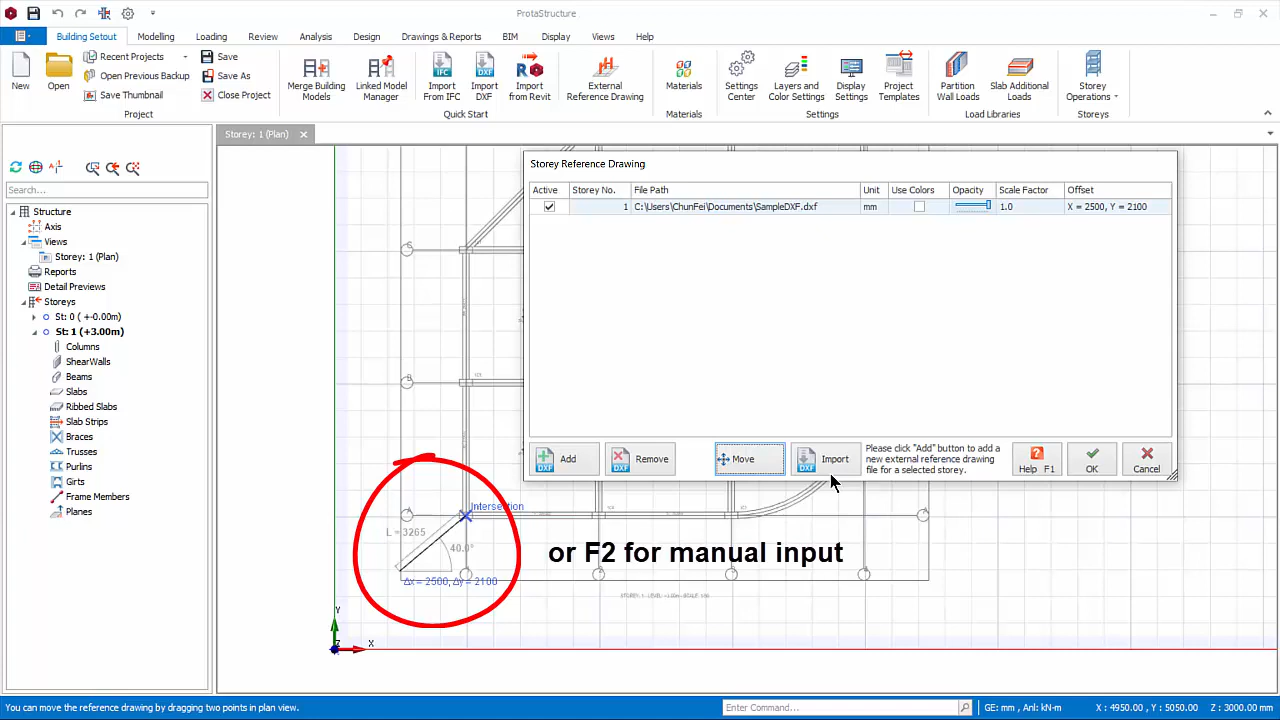 ProtaStructure
Building Setout Modelling Loading Review Analysis Design Drawings & Reports BIM Display Views Help
New
Open
Recent Projects
Open Previous Backup
Save Thumbnail
Save
Save As
Close Project
Merge Building
Models
Linked Model
Manager
Import
From IFC
Import
DXF
Import
from Revit
External
Reference Drawing
Materials
Settings
Center
Layers and
Color Settings
Display
Settings
Project
Templates
Partition
Wall Loads
Slab Additional
Loads
Storey
Operations
Project Quick Start Materials Settings Load Libraries Storeys
Storey: 1 (Plan)
Search...
Structure
Axis
Views
Storey: 1 (Plan)
Reports
Detail Previews
Storeys
St: 0 ( +-0.00m)
St: 1 (+3.00m)
Columns
ShearWalls
Beams
Slabs
Ribbed Slabs
Slab Strips
Braces
Trusses
Purlins
Girts
Frame Members
Planes
Storey Reference Drawing
Active Storey No. File Path Unit Use Colors Opacity Scale Factor Offset
1 C:\Users\ChunFei\Documents\SampleDXF.dxf mm 1.0 X = 2500, Y = 2100
Add
Remove
Move
Import
Please click "Add" button to add a
new external reference drawing
file for a selected storey.
Help F1
OK
Cancel
B
A
A
Intersection
L = 3265
40.0°
Δx = 2500, Δy = 2100
or F2 for manual input
Y
Z
X
You can move the reference drawing by dragging two points in plan view.
Enter Command...
GE: mm , Anl: kN-m
X : 4950.00 , Y : 5050.00
Z : 3000.00 mm